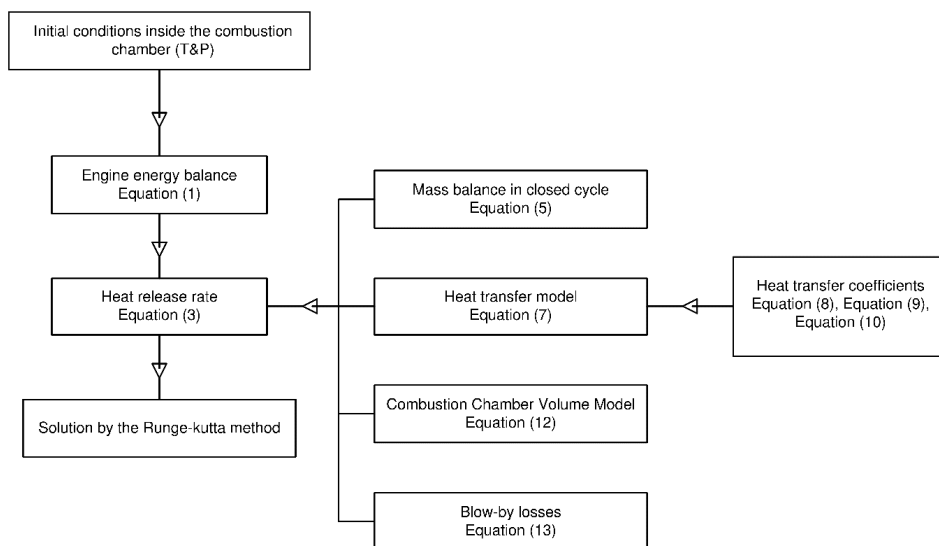 Initial conditions inside the combustion
chamber (T&P)
Engine energy balance
Equation (1)
Mass balance in closed cycle
Equation (5)
Heat release rate
Equation (3)
Heat transfer model
Equation (7)
Heat transfer coefficients
Equation (8), Equation (9),
Equation (10)
Solution by the Runge-kutta method
Combustion Chamber Volume Model
Equation (12)
Blow-by losses
Equation (13)